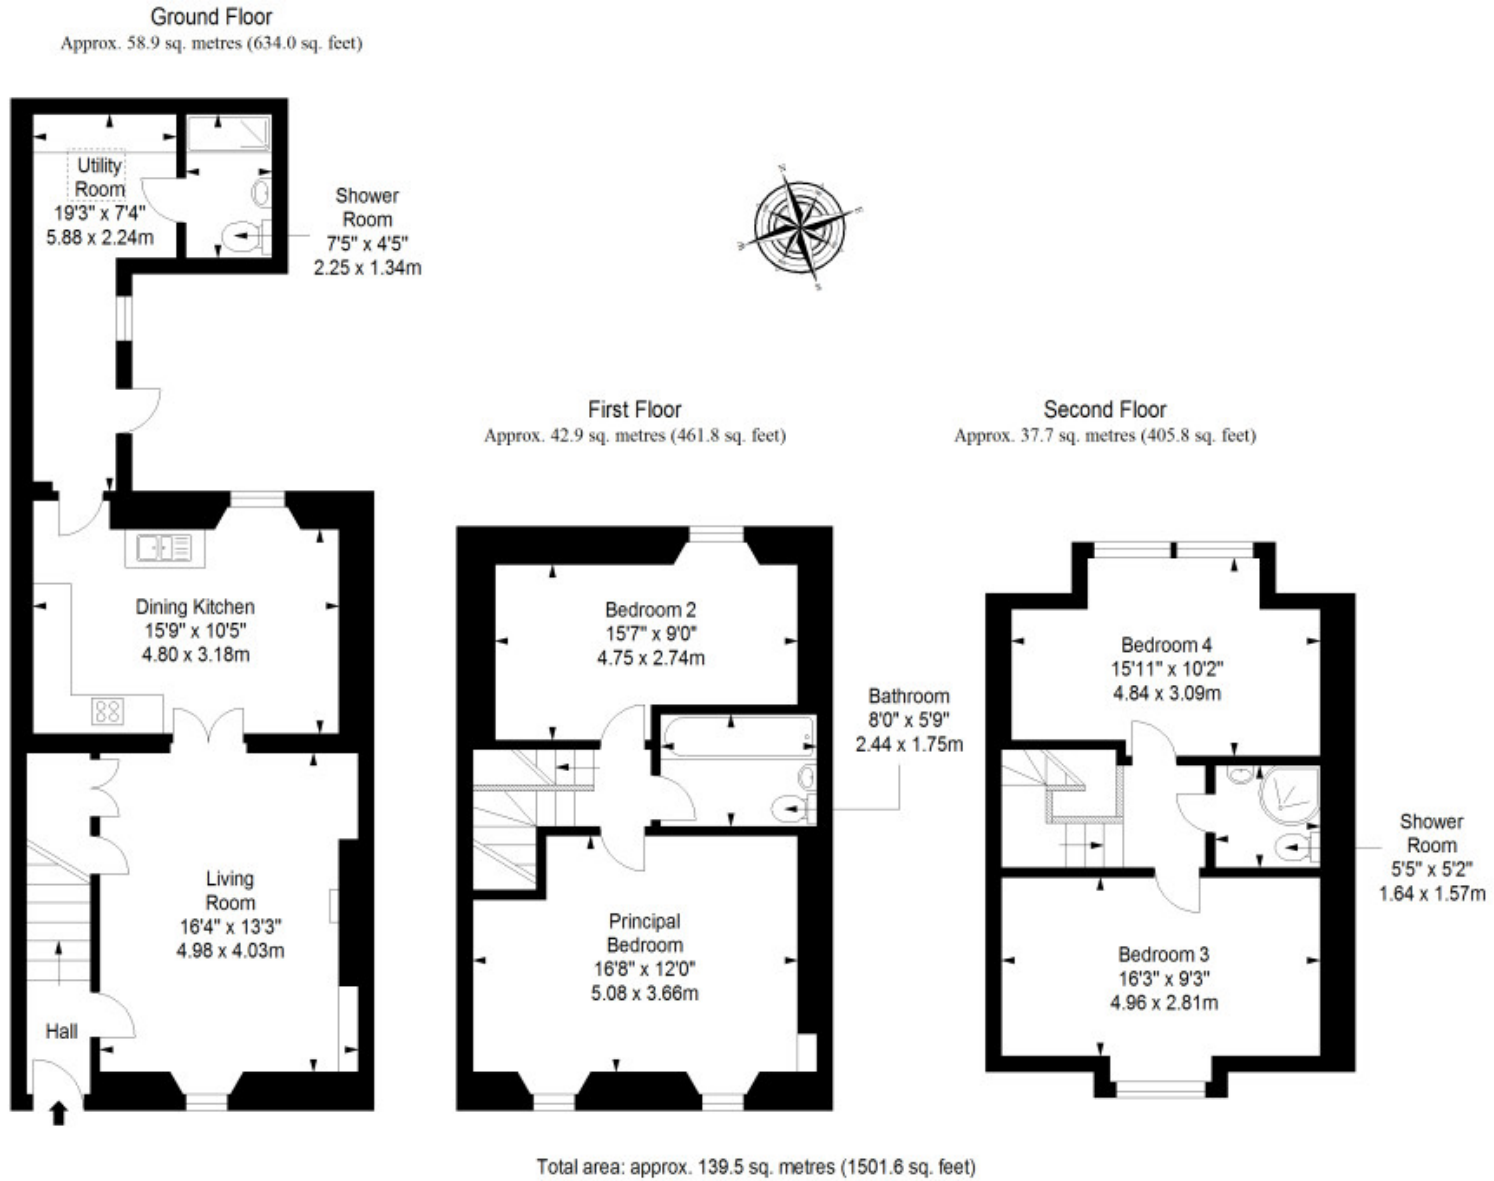 Ground Floor
Approx. 58.9 sq. metres (634.0 sq. feet)
Utility
Room
19'3" x 7'4"
5.88 x 2.24m
Shower
Room
7'5" x 4'5"
2.25 x 1.34m
N
E
W
S
First Floor
Approx. 42.9 sq. metres (461.8 sq. feet)
Second Floor
Approx. 37.7 sq. metres (405.8 sq. feet)
Dining Kitchen
15'9" x 10'5"
4.80 x 3.18m
Bedroom 2
15'7" x 9'0"
4.75 x 2.74m
Bathroom
8'0" x 5'9"
2.44 x 1.75m
Bedroom 4
15'11" x 10'2"
4.84 x 3.09m
Living
Room
16'4" x 13'3"
4.98 x 4.03m
Hall
Principal
Bedroom
16'8" x 12'0"
5.08 x 3.66m
Shower
Room
5'5" x 5'2"
1.64 x 1.57m
Bedroom 3
16'3" x 9'3"
4.96 x 2.81m
Total area: approx. 139.5 sq. metres (1501.6 sq. feet)